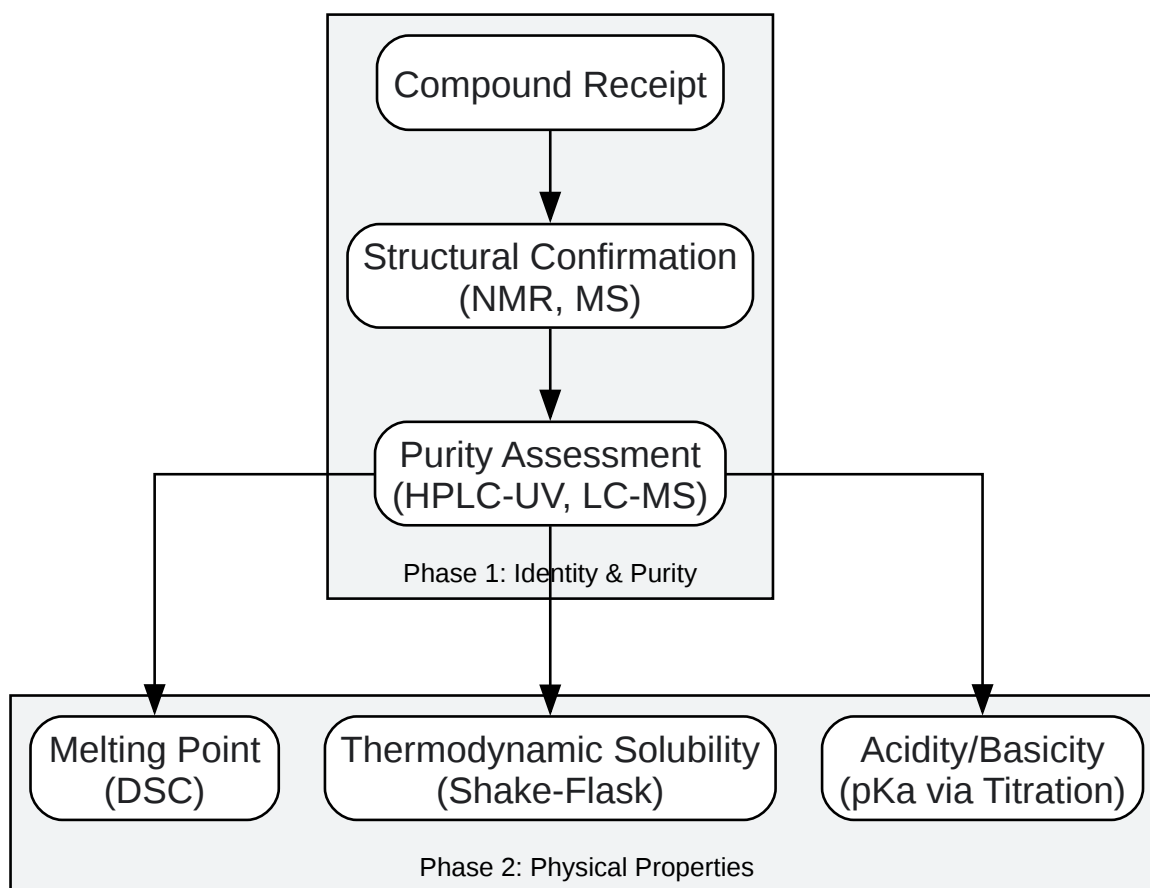 Compound Receipt
Structural Confirmation
(NMR, MS)
Purity Assessment
(HPLC-UV, LC-MS)
Phase 1: Identity & Purity
Melting Point
(DSC)
Thermodynamic Solubility
(Shake-Flask)
Acidity/Basicity
(pKa via Titration)
Phase 2: Physical Properties